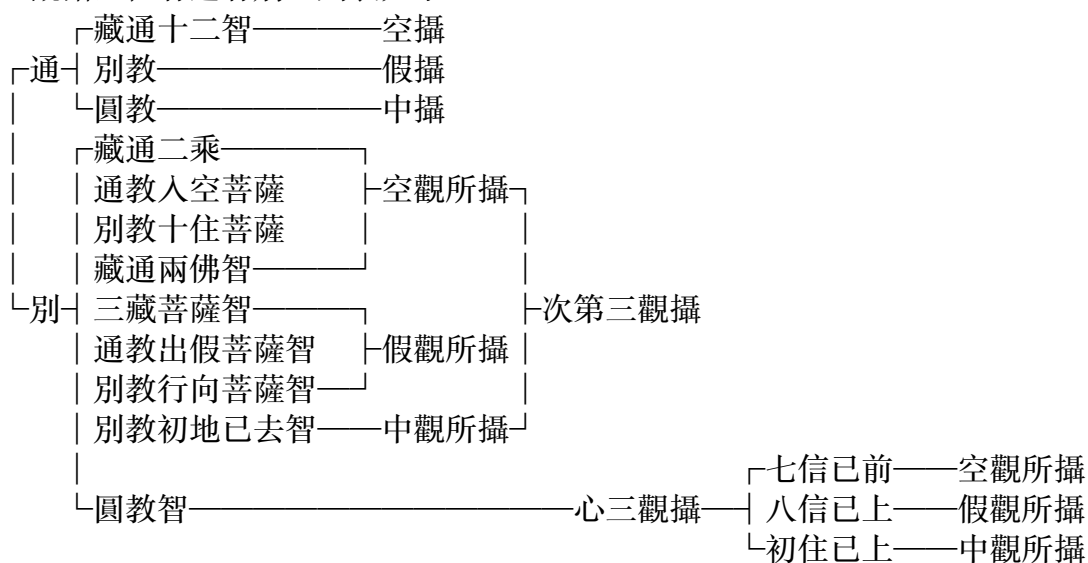 ┌藏通十二智──────空攝
┌通┤別教────────────假攝
│ └圓教────────────中攝
│ ┌藏通二乘──────┐
│ │通教入空菩薩 ├空觀所攝┐
│ │別教十住菩薩 │ │
│ │藏通兩佛智────┘ │
└別┤三藏菩薩智────┐ ├次第三觀攝
│通教出假菩薩智 ├假觀所攝│
│別教行向菩薩智──┘ │
│別教初地已去智──中觀所攝┘
│ ┌七信已前──空觀所攝
└圓教智──────────────────心三觀攝──┤八信已上──假觀所攝
└初住已上──中觀所攝